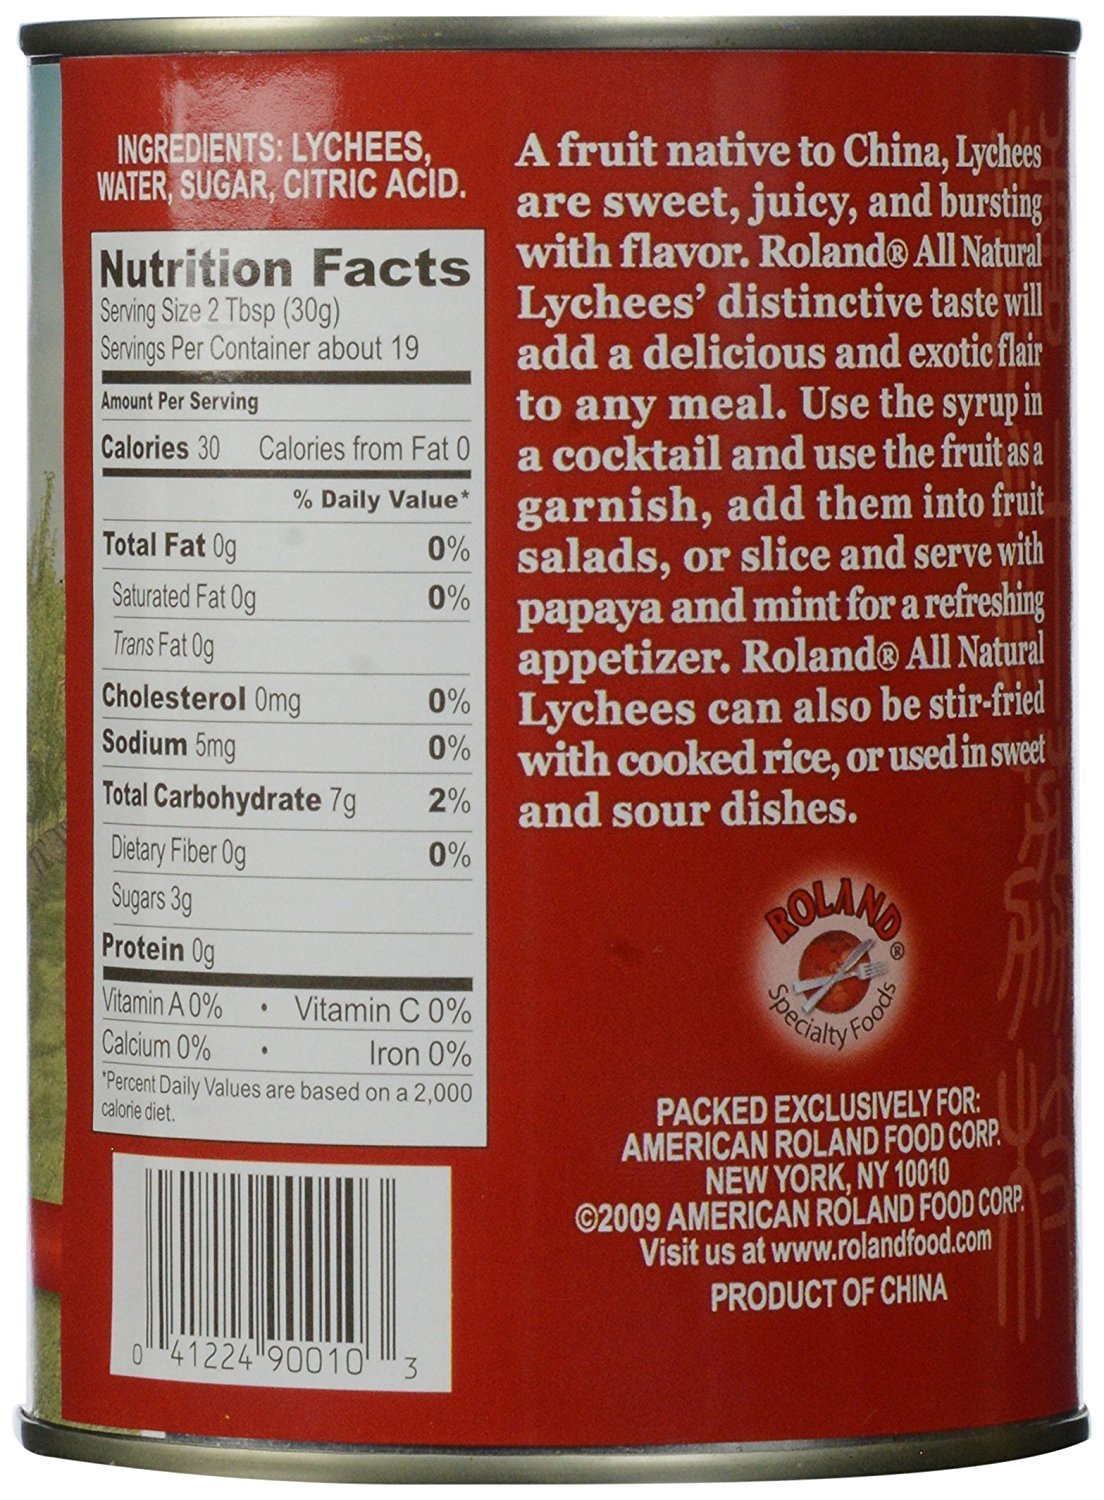 INGREDIENTS: LYCHEES,
WATER, SUGAR, CITRIC ACID.
Nutrition Facts
Serving Size 2 Tbsp (30g)
Servings Per Container about 19
Amount Per Serving
Calories 30 Calories from Fat 0
% Daily Value*
Total Fat 0g 0%
Saturated Fat 0g 0%
Trans Fat 0g
Cholesterol 0mg 0%
Sodium 5mg 0%
Total Carbohydrate 7g 2%
Dietary Fiber 0g 0%
Sugars 3g
Protein 0g
Vitamin A 0% • Vitamin C 0%
Calcium 0% • Iron 0%
*Percent Daily Values are based on a 2,000
calorie diet.
0 41224 90010 3
A fruit native to China, Lychees
are sweet, juicy, and bursting
with flavor. Roland® All Natural
Lychees' distinctive taste will
add a delicious and exotic flair
to any meal. Use the syrup in
a cocktail and use the fruit as a
garnish, add them into fruit
salads, or slice and serve with
papaya and mint for a refreshing
appetizer. Roland® All Natural
Lychees can also be stir-fried
with cooked rice, or used in sweet
and sour dishes.
ROLAND®
Specialty Foods
PACKED EXCLUSIVELY FOR:
AMERICAN ROLAND FOOD CORP.
NEW YORK, NY 10010
©2009 AMERICAN ROLAND FOOD CORP.
Visit us at www.rolandfood.com
PRODUCT OF CHINA